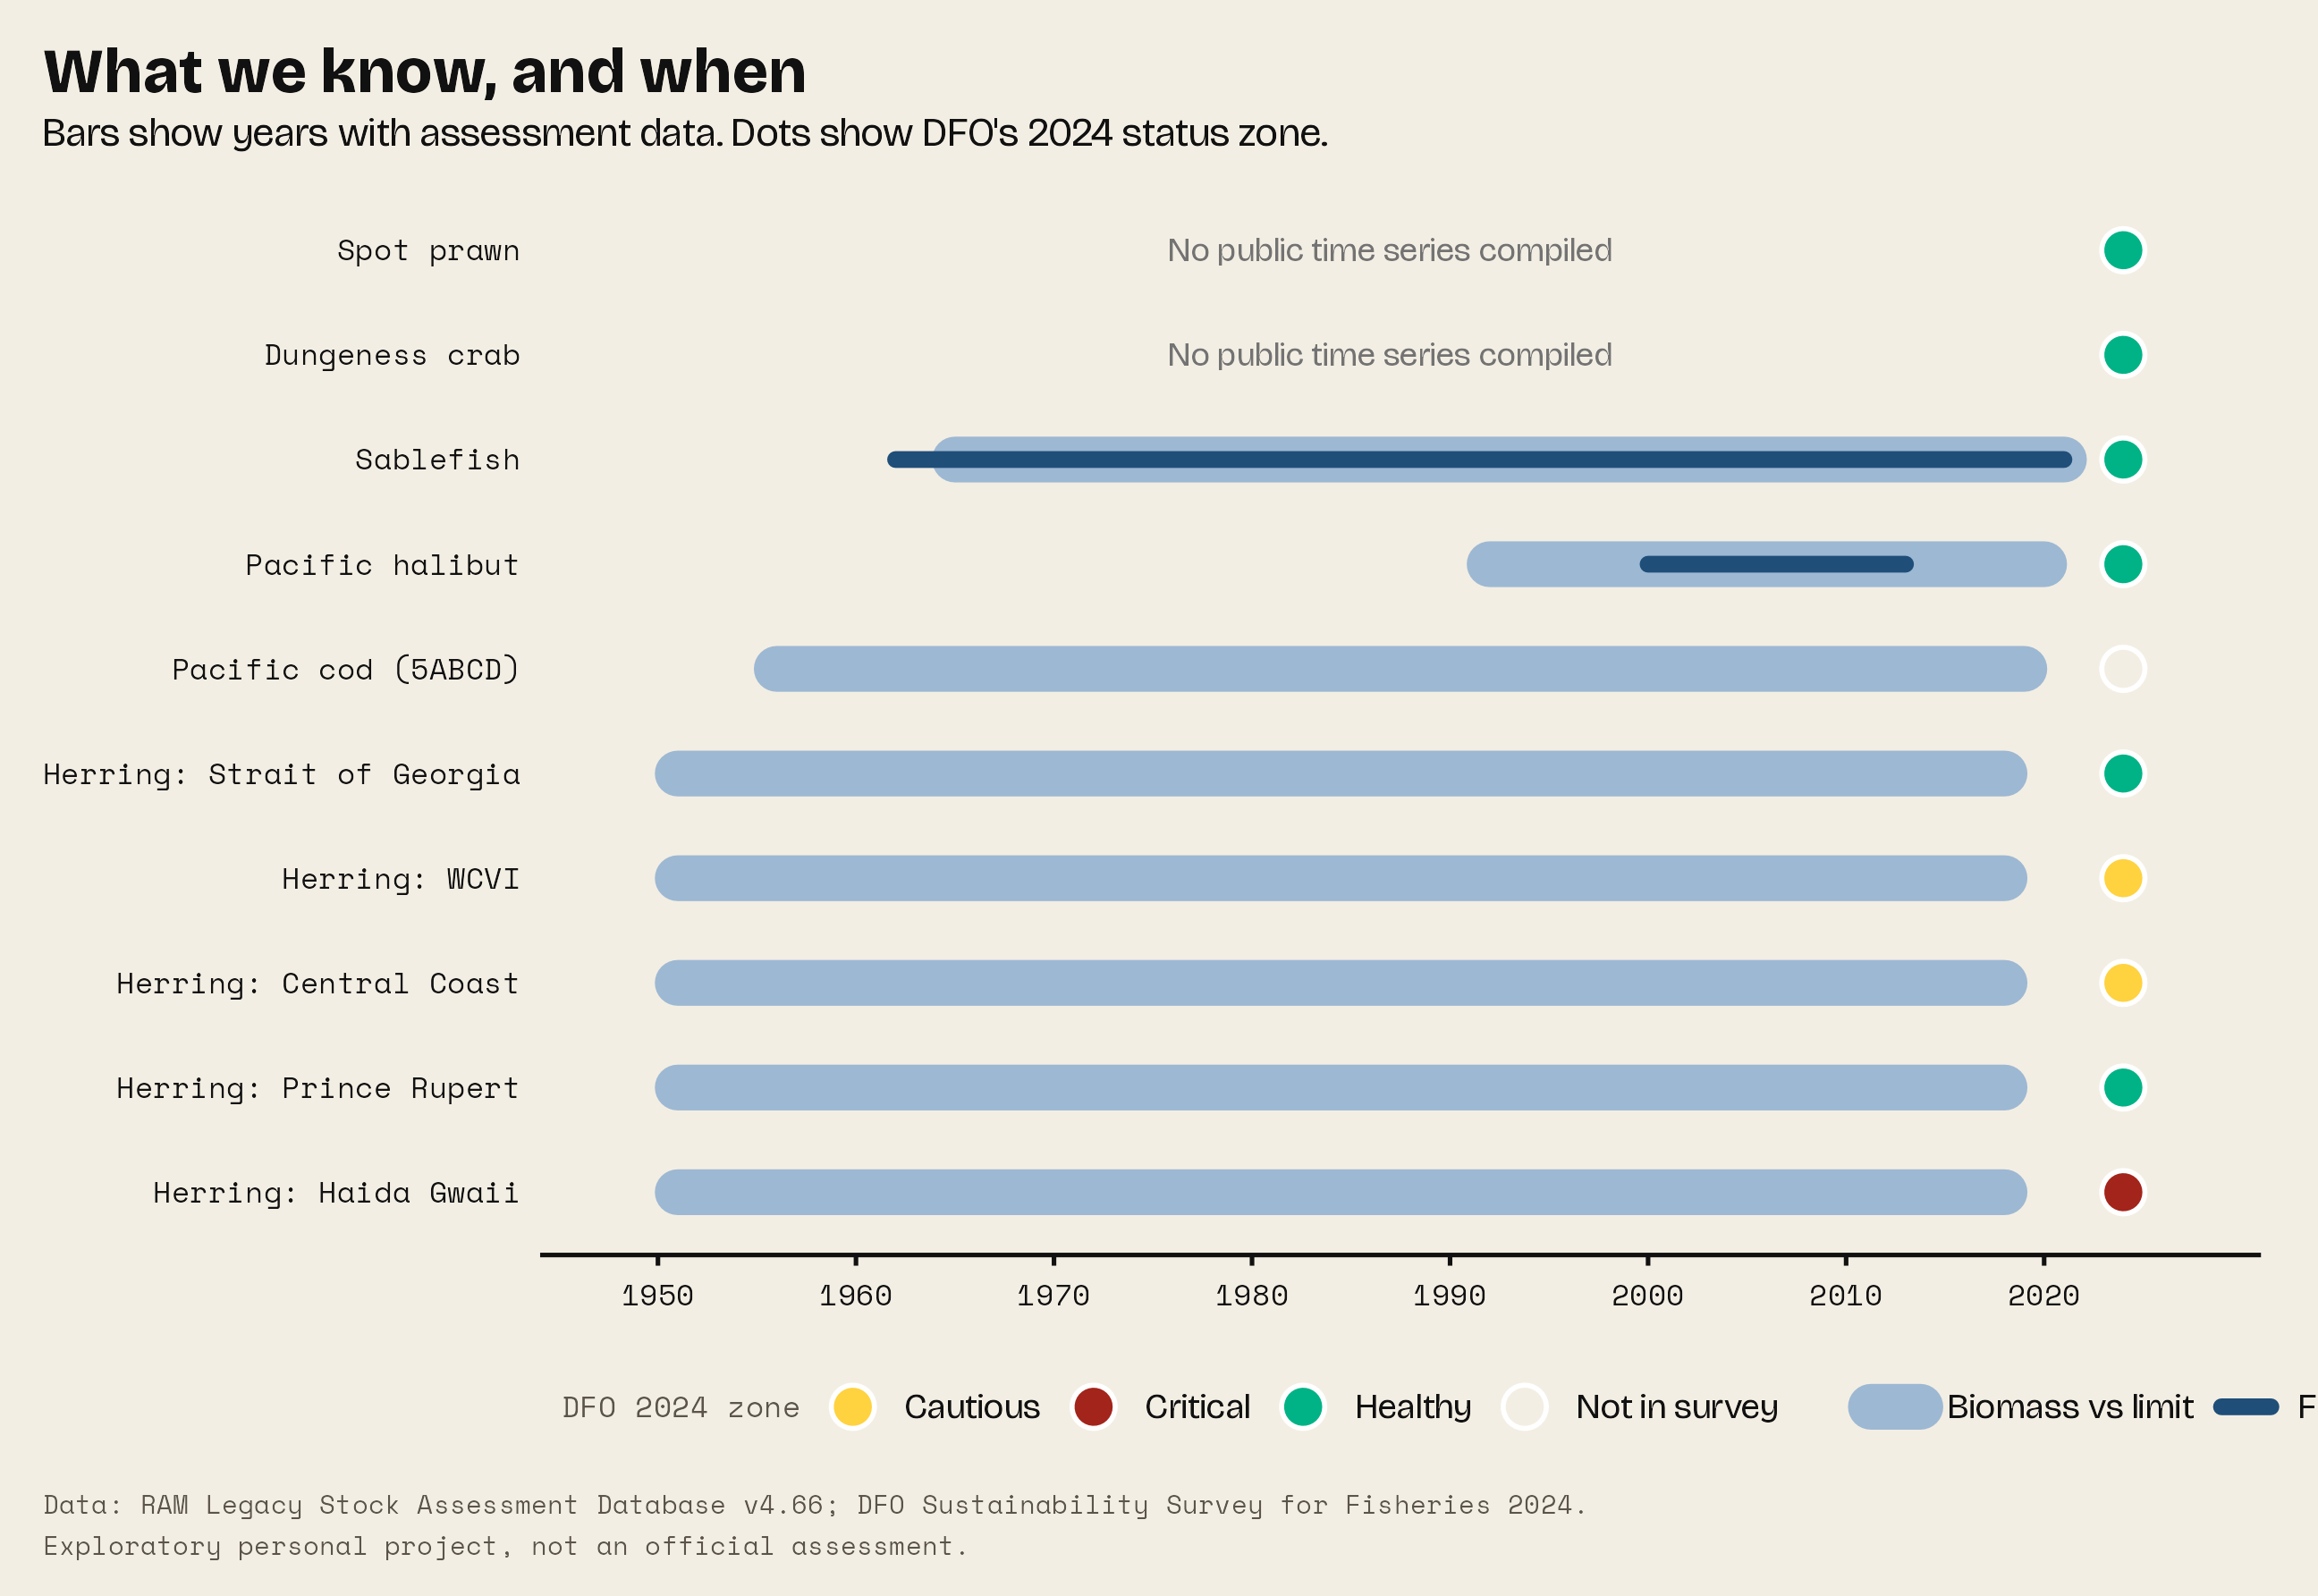 What we know, and when
Bars show years with assessment data. Dots show DFO's 2024 status zone.
Spot prawn No public time series compiled
Dungeness crab No public time series compiled
Sablefish
Pacific halibut
Pacific cod (5ABCD)
Herring: Strait of Georgia
Herring: WCVI
Herring: Central Coast
Herring: Prince Rupert
Herring: Haida Gwaii
1950 1960 1970 1980 1990 2000 2010 2020
DFO 2024 zone Cautious Critical Healthy Not in survey Biomass vs limit
Data: RAM Legacy Stock Assessment Database v4.66; DFO Sustainability Survey for Fisheries 2024.
Exploratory personal project, not an official assessment.